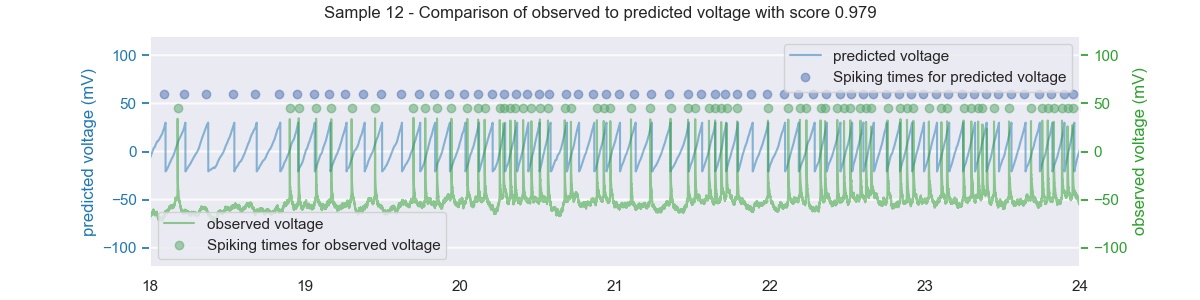 Sample 12 - Comparison of observed to predicted voltage with score 0.979
predicted voltage (mV)
100
50
0
−50
−100
predicted voltage
Spiking times for predicted voltage
observed voltage
Spiking times for observed voltage
100
50
0
−50
−100
observed voltage (mV)
18 19 20 21 22 23 24